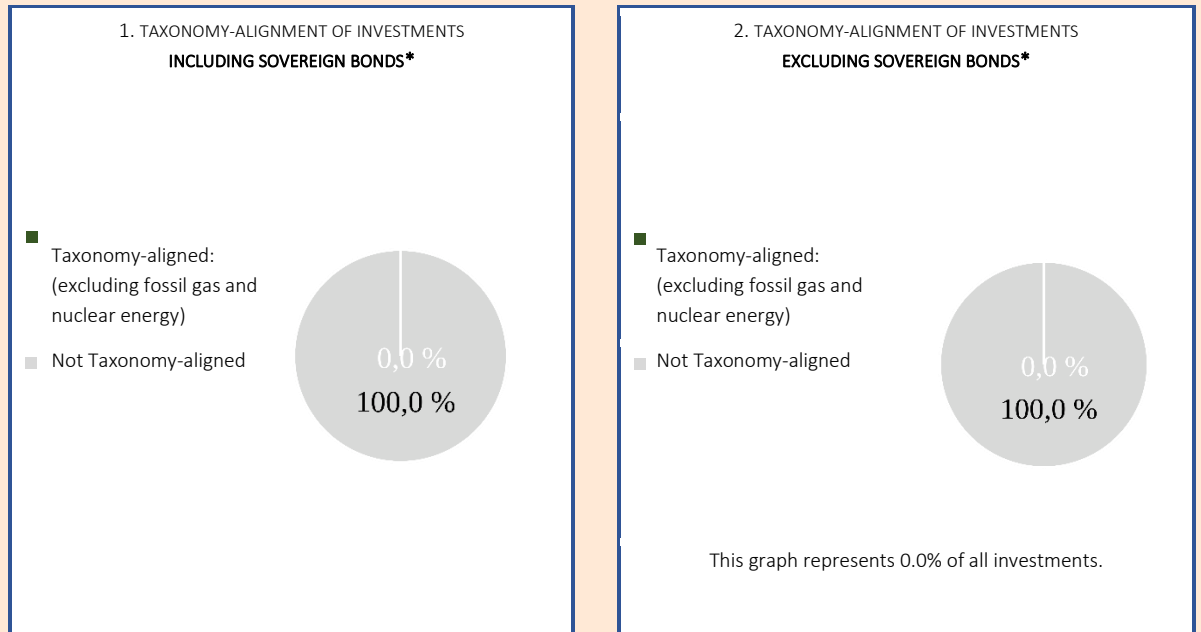 1. TAXONOMY-ALIGNMENT OF INVESTMENTS
INCLUDING SOVEREIGN BONDS*
Taxonomy-aligned:
(excluding fossil gas and
nuclear energy)
Not Taxonomy-aligned
0,0 %
100,0 %
2. TAXONOMY-ALIGNMENT OF INVESTMENTS
EXCLUDING SOVEREIGN BONDS*
Taxonomy-aligned:
(excluding fossil gas and
nuclear energy)
Not Taxonomy-aligned
0,0 %
100,0 %
This graph represents 0.0% of all investments.